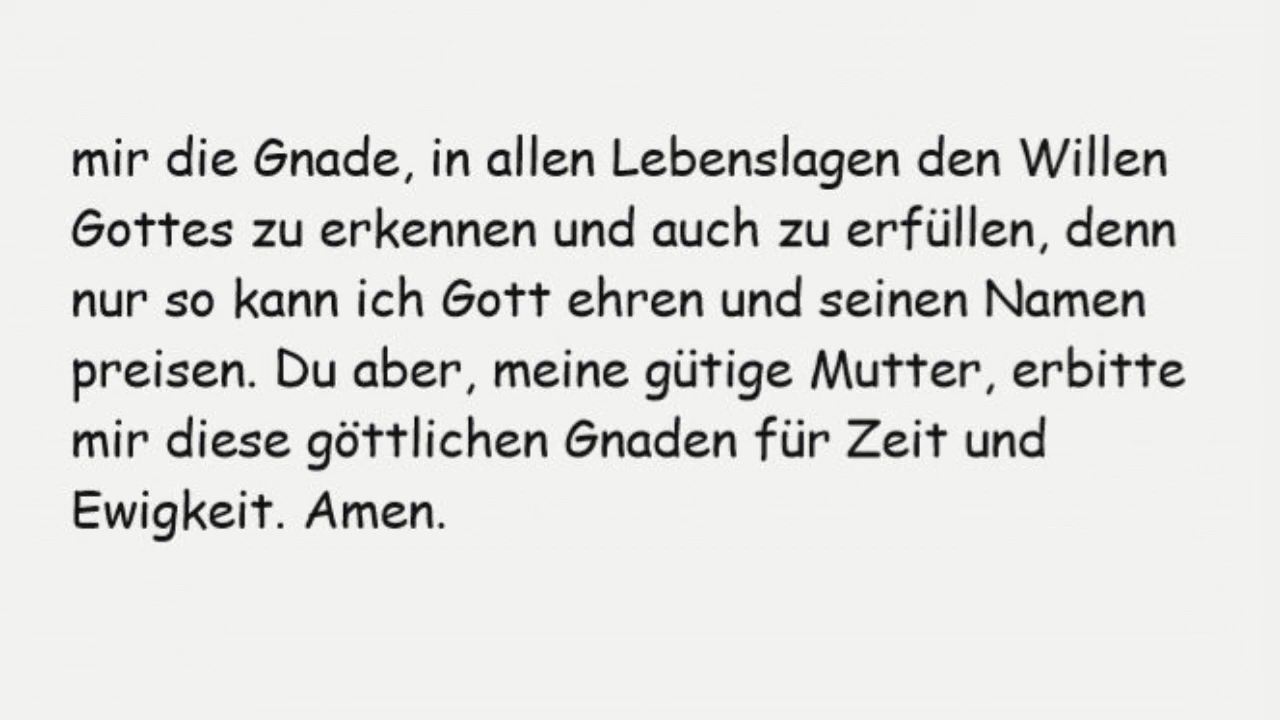 mir die Gnade, in allen Lebenslagen den Willen
Gottes zu erkennen und auch zu erfüllen, denn
nur so kann ich Gott ehren und seinen Namen
preisen. Du aber, meine gütige Mutter, erbitte
mir diese göttlichen Gnaden für Zeit und
Ewigkeit. Amen.